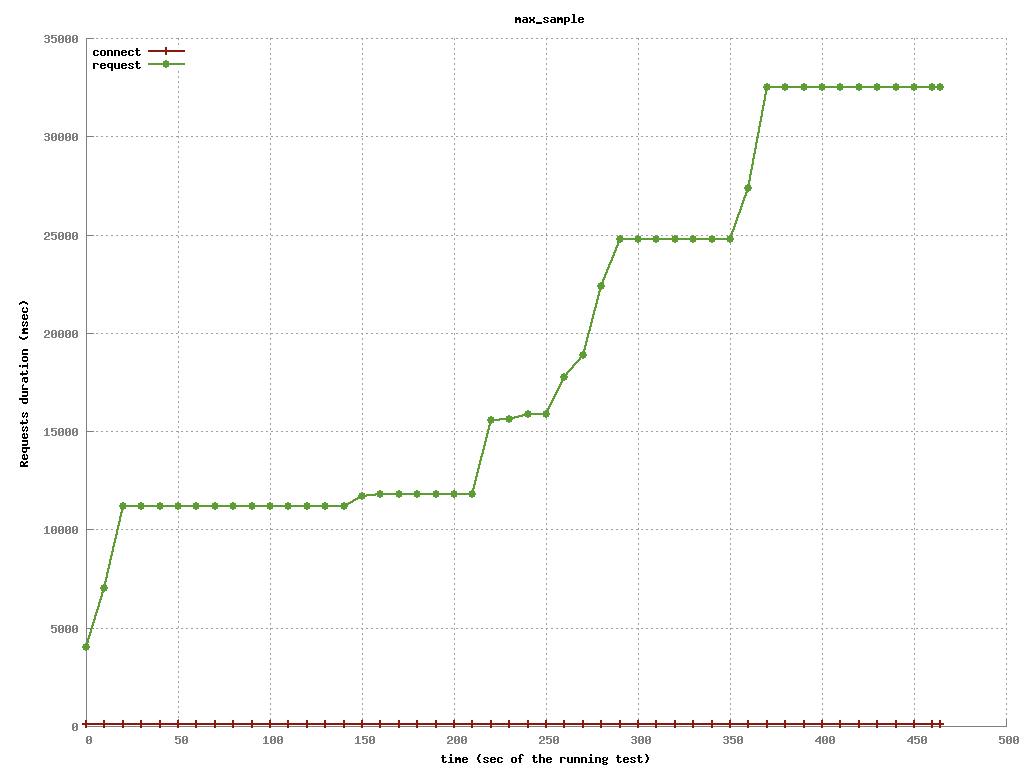 max_sample
connect
request
35000
30000
25000
20000
15000
10000
5000
0
Requests duration (msec)
0 50 100 150 200 250 300 350 400 450 500
time (sec of the running test)